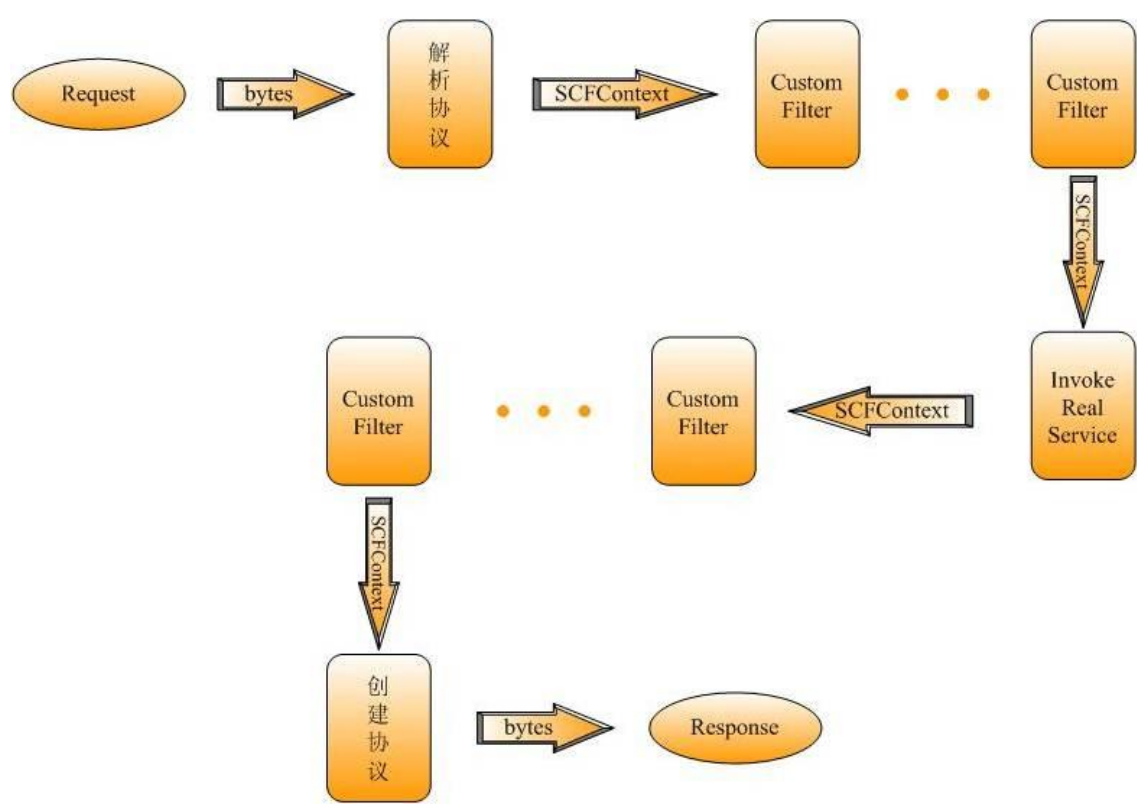 Request
bytes
解析协议
SCFContext
Custom
Filter
Custom
Filter
SCFContext
Invoke
Real
Service
SCFContext
Custom
Filter
Custom
Filter
SCFContext
创建协议
bytes
Response